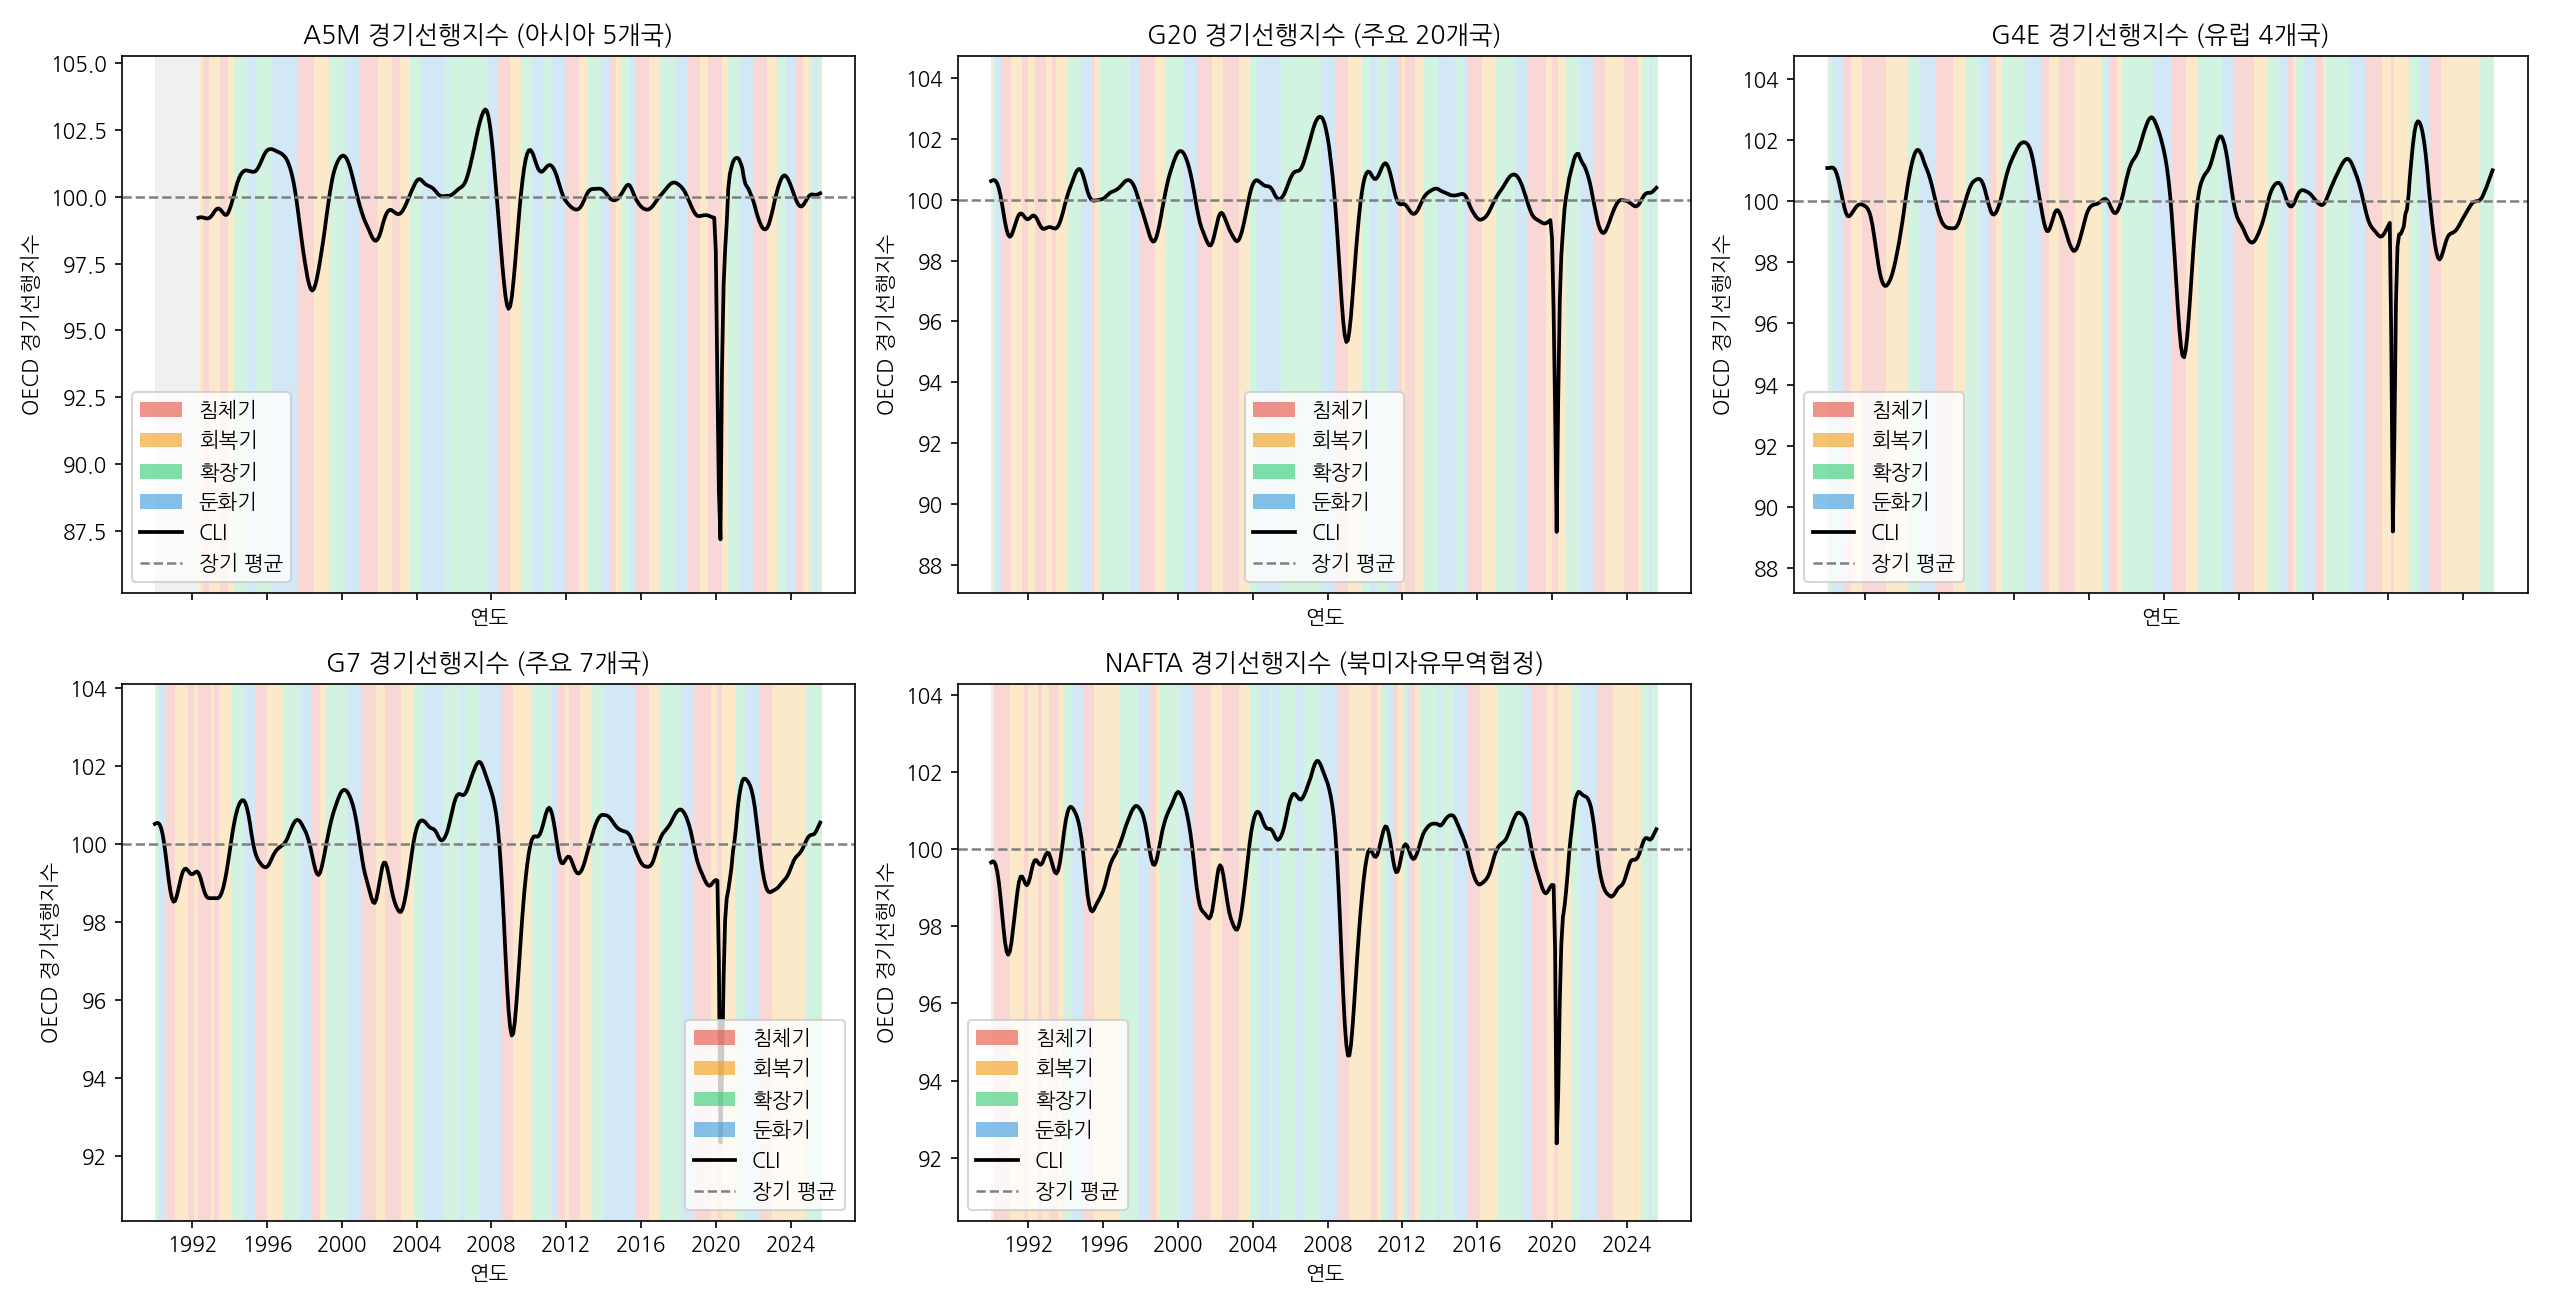 A5M 경기선행지수 (아시아 5개국)
OECD 경기선행지수
105.0
102.5
100.0
97.5
95.0
92.5
90.0
87.5
침체기
회복기
확장기
둔화기
CLI
장기 평균
연도
G20 경기선행지수 (주요 20개국)
OECD 경기선행지수
104
102
100
98
96
94
92
90
88
침체기
회복기
확장기
둔화기
CLI
장기 평균
연도
G4E 경기선행지수 (유럽 4개국)
OECD 경기선행지수
104
102
100
98
96
94
92
90
88
침체기
회복기
확장기
둔화기
CLI
장기 평균
연도
G7 경기선행지수 (주요 7개국)
OECD 경기선행지수
104
102
100
98
96
94
92
침체기
회복기
확장기
둔화기
CLI
장기 평균
1992 1996 2000 2004 2008 2012 2016 2020 2024
연도
NAFTA 경기선행지수 (북미자유무역협정)
OECD 경기선행지수
104
102
100
98
96
94
92
침체기
회복기
확장기
둔화기
CLI
장기 평균
1992 1996 2000 2004 2008 2012 2016 2020 2024
연도